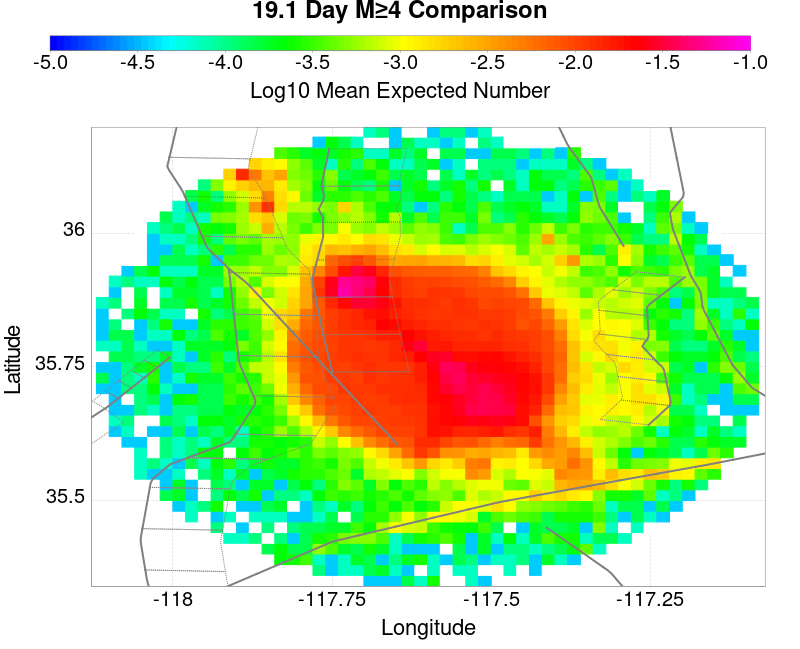 19.1 Day M≥4 Comparison
-5.0 -4.5 -4.0 -3.5 -3.0 -2.5 -2.0 -1.5 -1.0
Log10 Mean Expected Number
36
35.75
35.5
Latitude
-118 -117.75 -117.5 -117.25
Longitude